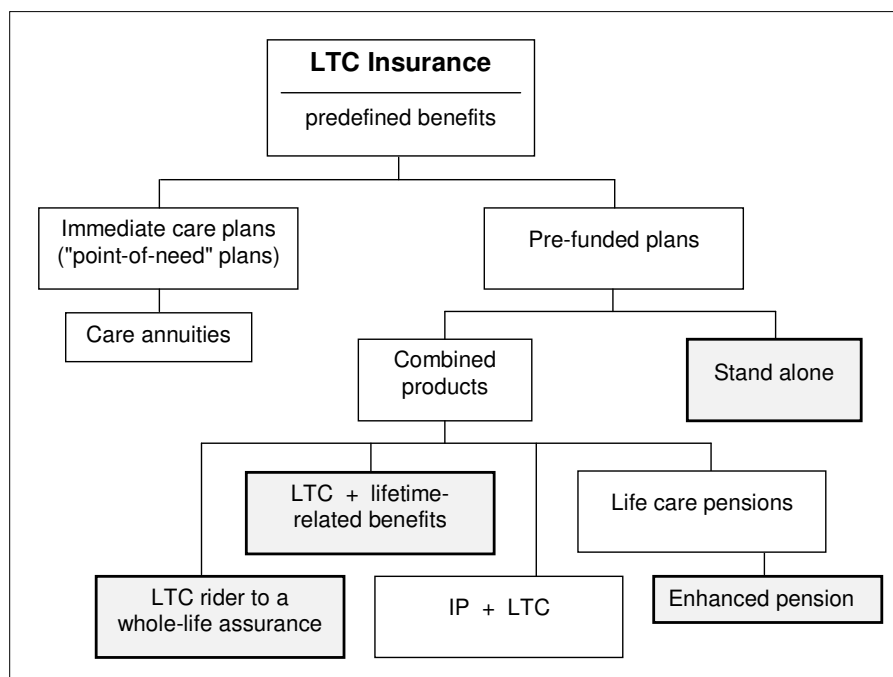 LTC Insurance
predefined benefits
Immediate care plans
("point-of-need" plans)
Pre-funded plans
Care annuities
Combined
products
Stand alone
LTC + lifetime-
related benefits
Life care pensions
LTC rider to a
whole-life assurance
IP + LTC
Enhanced pension